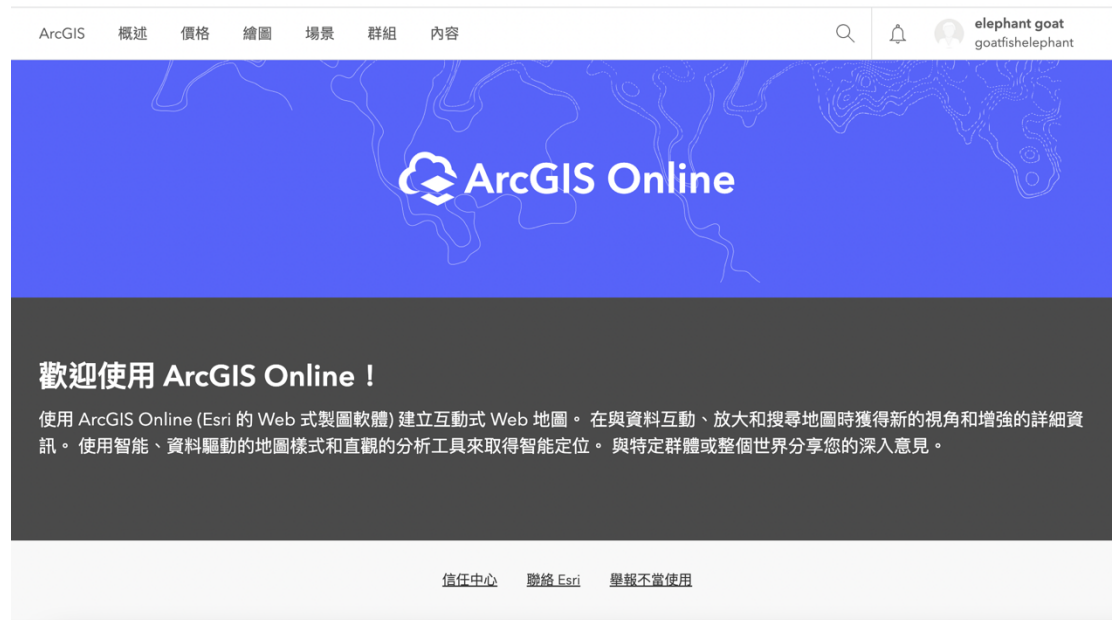 ArcGIS 概述 價格 繪圖 場景 群組 內容
elephant goat
goatfishelephant
ArcGIS Online
歡迎使用 ArcGIS Online！
使用 ArcGIS Online (Esri 的 Web 式製圖軟體) 建立互動式 Web 地圖。 在與資料互動、放大和搜尋地圖時獲得新的視角和增強的詳細資
訊。 使用智能、資料驅動的地圖樣式和直觀的分析工具來取得智能定位。 與特定群體或整個世界分享您的深入意見。
信任中心 聯絡 Esri 舉報不當使用